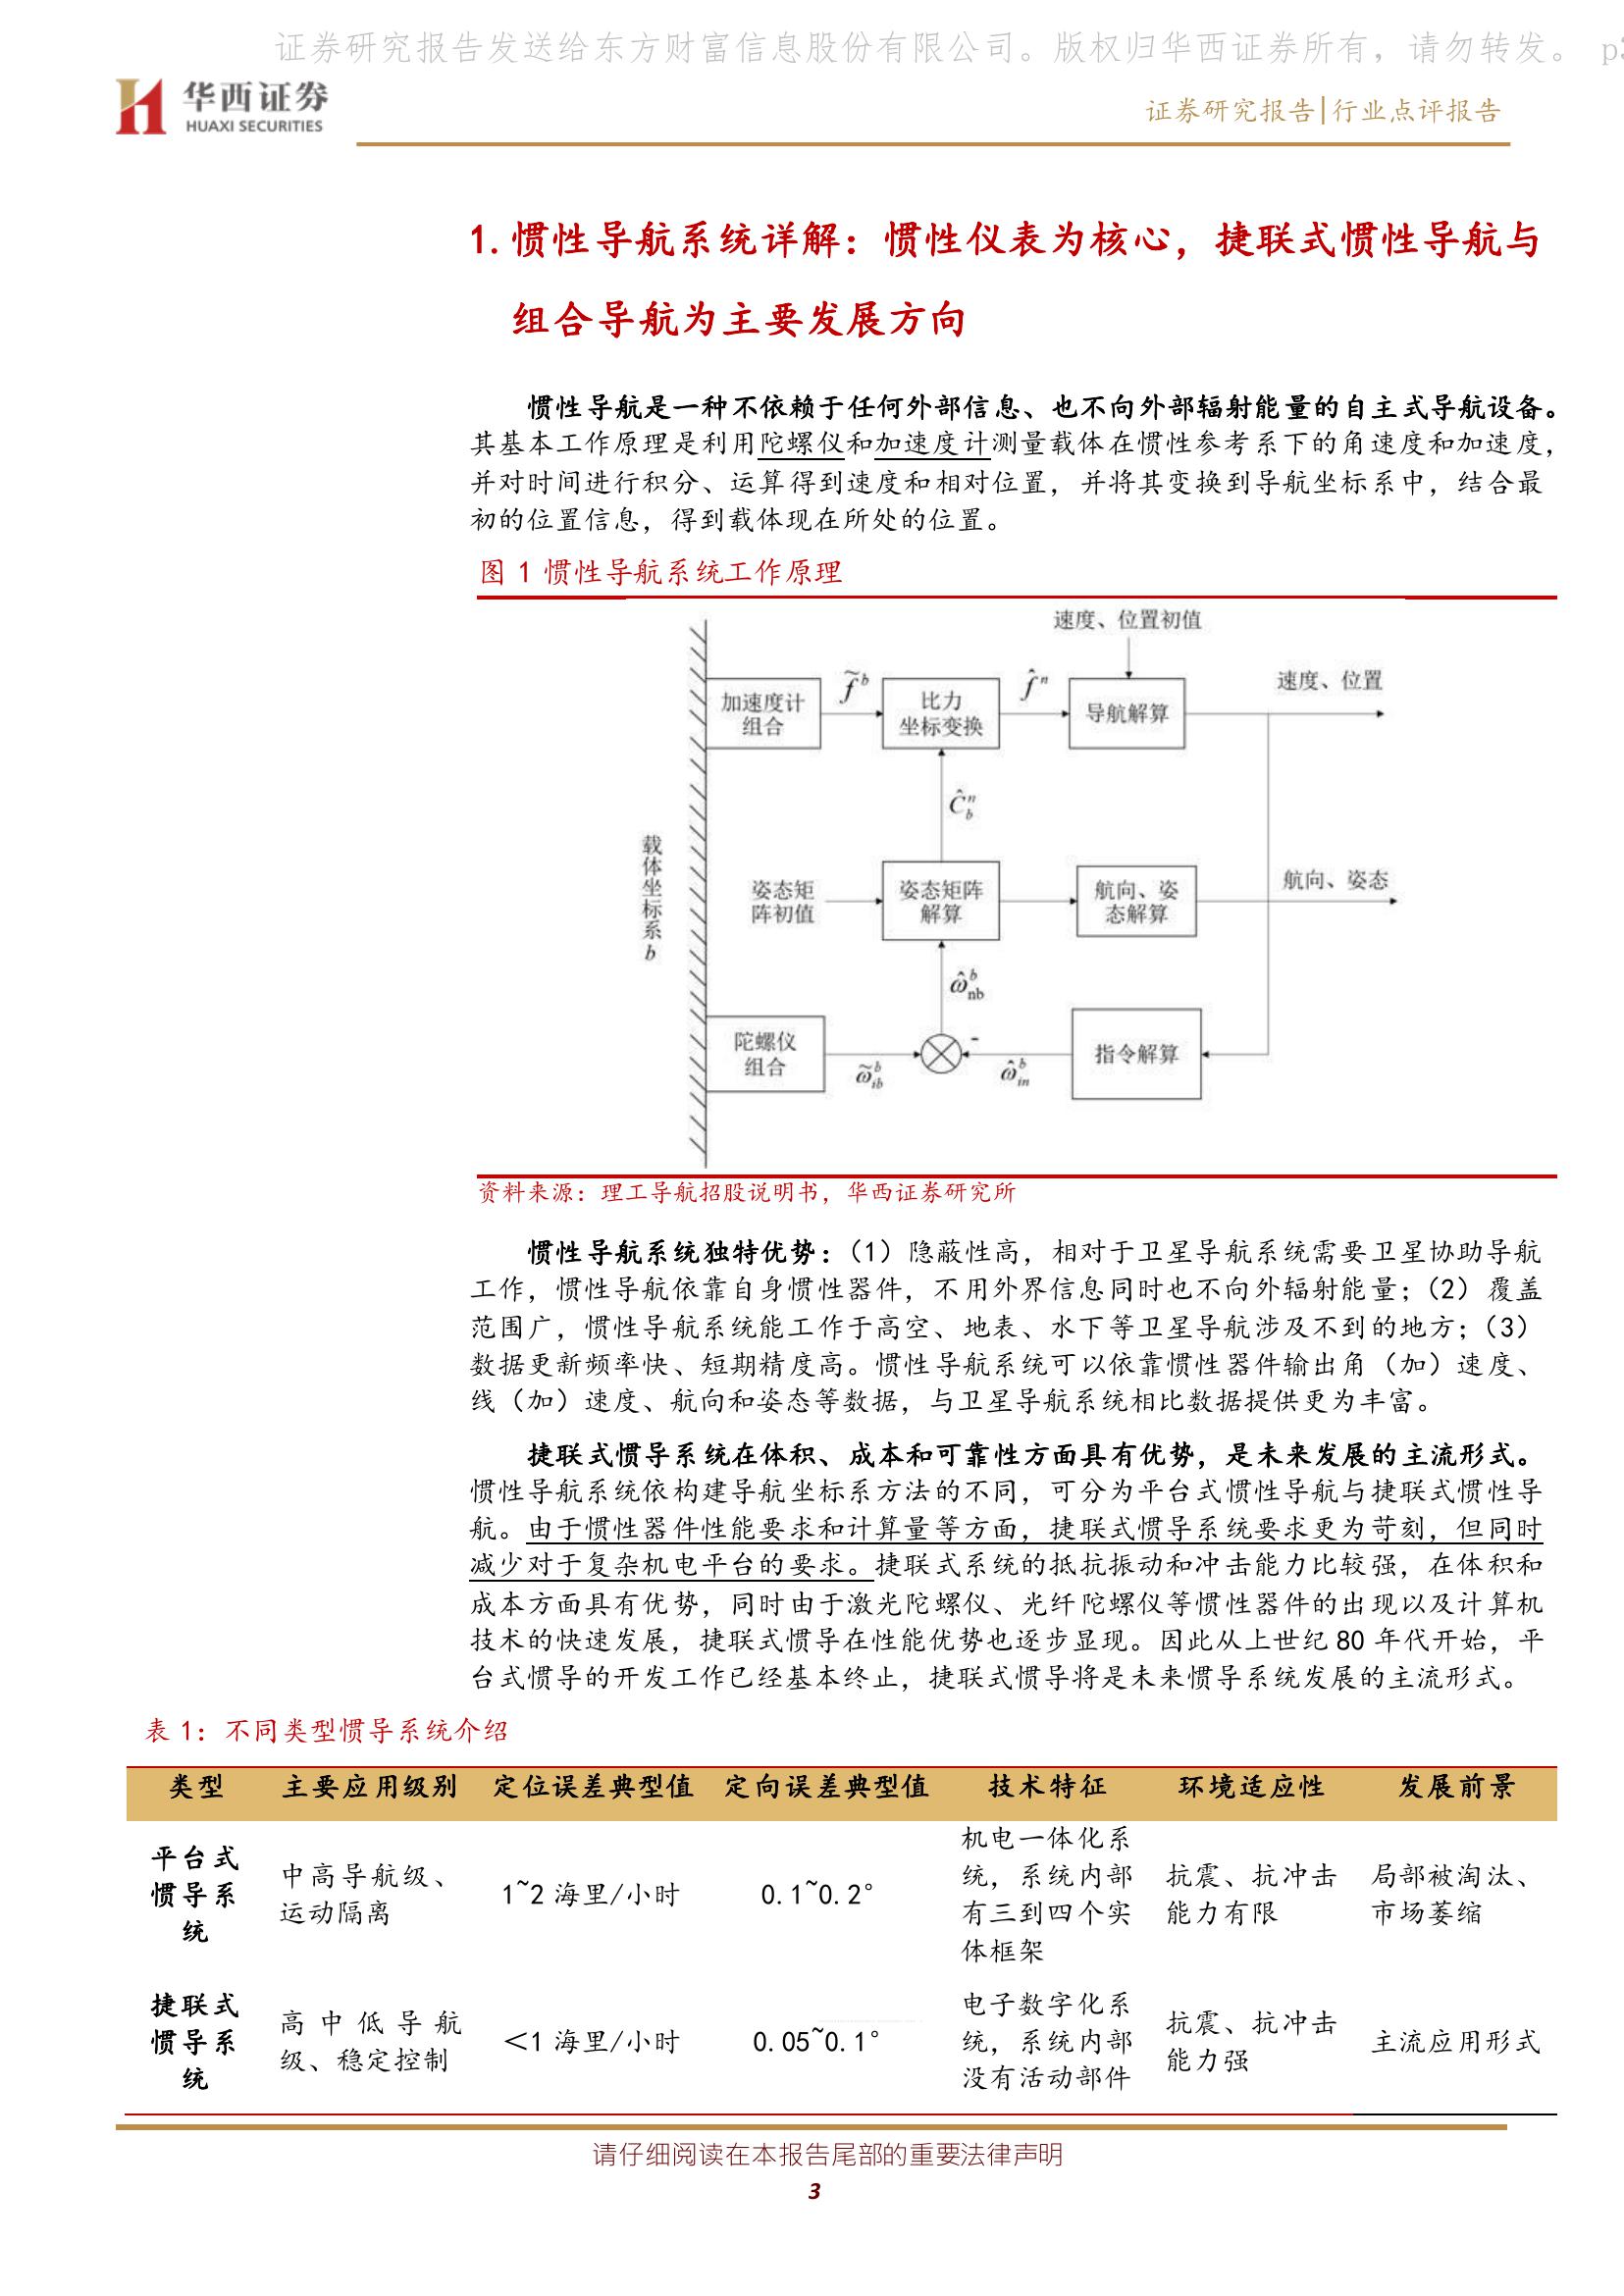 证券研究报告发送给东方财富信息股份有限公司。版权归华西证券所有，请勿转发。 p3
华西证券
HUAXI SECURITIES
证券研究报告|行业点评报告
1. 惯性导航系统详解：惯性仪表为核心，捷联式惯性导航与
组合导航为主要发展方向
惯性导航是一种不依赖于任何外部信息、也不向外部辐射能量的自主式导航设备。
其基本工作原理是利用陀螺仪和加速度计测量载体在惯性参考系下的角速度和加速度，
并对时间进行积分、运算得到速度和相对位置，并将其变换到导航坐标系中，结合最
初的位置信息，得到载体现在所处的位置。
图 1 惯性导航系统工作原理
速度、位置初值
加速度计
组合
f̃ᵇ
比力
坐标变换
f̂ⁿ
导航解算
速度、位置
Ĉ_b^n
载体坐标系 b
姿态矩
阵初值
姿态矩阵
解算
航向、姿
态解算
航向、姿态
ω̂_nb^b
陀螺仪
组合
ω̃_ib^b
-
ω̂_in^b
指令解算
资料来源：理工导航招股说明书，华西证券研究所
惯性导航系统独特优势：（1）隐蔽性高，相对于卫星导航系统需要卫星协助导航
工作，惯性导航依靠自身惯性器件，不用外界信息同时也不向外辐射能量；（2）覆盖
范围广，惯性导航系统能工作于高空、地表、水下等卫星导航涉及不到的地方；（3）
数据更新频率快、短期精度高。惯性导航系统可以依靠惯性器件输出角（加）速度、
线（加）速度、航向和姿态等数据，与卫星导航系统相比数据提供更为丰富。
捷联式惯导系统在体积、成本和可靠性方面具有优势，是未来发展的主流形式。
惯性导航系统依构建导航坐标系方法的不同，可分为平台式惯性导航与捷联式惯性导
航。由于惯性器件性能要求和计算量等方面，捷联式惯导系统要求更为苛刻，但同时
减少对于复杂机电平台的要求。捷联式系统的抵抗振动和冲击能力比较强，在体积和
成本方面具有优势，同时由于激光陀螺仪、光纤陀螺仪等惯性器件的出现以及计算机
技术的快速发展，捷联式惯导在性能优势也逐步显现。因此从上世纪 80 年代开始，平
台式惯导的开发工作已经基本终止，捷联式惯导将是未来惯导系统发展的主流形式。
表 1：不同类型惯导系统介绍
类型 主要应用级别 定位误差典型值 定向误差典型值 技术特征 环境适应性 发展前景
平台式
惯导系
统
中高导航级、
运动隔离
1~2 海里/小时
0.1~0.2°
机电一体化系
统，系统内部
有三到四个实
体框架
抗震、抗冲击
能力有限
局部被淘汰、
市场萎缩
捷联式
惯导系
统
高中低导航
级、稳定控制
＜1 海里/小时
0.05~0.1°
电子数字化系
统，系统内部
没有活动部件
抗震、抗冲击
能力强
主流应用形式
请仔细阅读在本报告尾部的重要法律声明
3